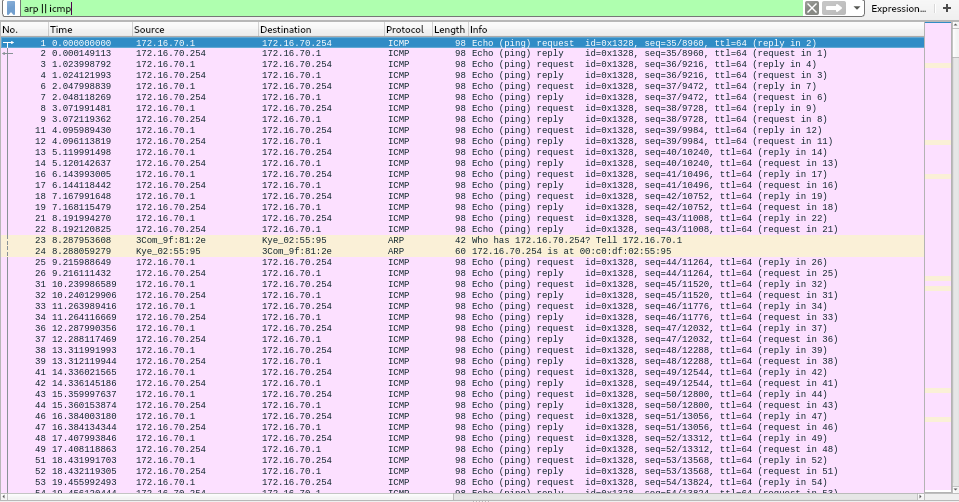 arp || icmp Expression… +
No. Time Source Destination Protocol Length Info
1 0.000000000 172.16.70.1 172.16.70.254 ICMP 98 Echo (ping) request id=0x1328, seq=35/8960, ttl=64 (reply in 2)
2 0.000149113 172.16.70.254 172.16.70.1 ICMP 98 Echo (ping) reply id=0x1328, seq=35/8960, ttl=64 (request in 1)
3 1.023998792 172.16.70.1 172.16.70.254 ICMP 98 Echo (ping) request id=0x1328, seq=36/9216, ttl=64 (reply in 4)
4 1.024121993 172.16.70.254 172.16.70.1 ICMP 98 Echo (ping) reply id=0x1328, seq=36/9216, ttl=64 (request in 3)
6 2.047998839 172.16.70.1 172.16.70.254 ICMP 98 Echo (ping) request id=0x1328, seq=37/9472, ttl=64 (reply in 7)
7 2.048118269 172.16.70.254 172.16.70.1 ICMP 98 Echo (ping) reply id=0x1328, seq=37/9472, ttl=64 (request in 6)
8 3.071991481 172.16.70.1 172.16.70.254 ICMP 98 Echo (ping) request id=0x1328, seq=38/9728, ttl=64 (reply in 9)
9 3.072119362 172.16.70.254 172.16.70.1 ICMP 98 Echo (ping) reply id=0x1328, seq=38/9728, ttl=64 (request in 8)
11 4.095989430 172.16.70.1 172.16.70.254 ICMP 98 Echo (ping) request id=0x1328, seq=39/9984, ttl=64 (reply in 12)
12 4.096113819 172.16.70.254 172.16.70.1 ICMP 98 Echo (ping) reply id=0x1328, seq=39/9984, ttl=64 (request in 11)
13 5.119991498 172.16.70.1 172.16.70.254 ICMP 98 Echo (ping) request id=0x1328, seq=40/10240, ttl=64 (reply in 14)
14 5.120142637 172.16.70.254 172.16.70.1 ICMP 98 Echo (ping) reply id=0x1328, seq=40/10240, ttl=64 (request in 13)
16 6.143993005 172.16.70.1 172.16.70.254 ICMP 98 Echo (ping) request id=0x1328, seq=41/10496, ttl=64 (reply in 17)
17 6.144118442 172.16.70.254 172.16.70.1 ICMP 98 Echo (ping) reply id=0x1328, seq=41/10496, ttl=64 (request in 16)
18 7.167991648 172.16.70.1 172.16.70.254 ICMP 98 Echo (ping) request id=0x1328, seq=42/10752, ttl=64 (reply in 19)
19 7.168115479 172.16.70.254 172.16.70.1 ICMP 98 Echo (ping) reply id=0x1328, seq=42/10752, ttl=64 (request in 18)
21 8.191994270 172.16.70.1 172.16.70.254 ICMP 98 Echo (ping) request id=0x1328, seq=43/11008, ttl=64 (reply in 22)
22 8.192120825 172.16.70.254 172.16.70.1 ICMP 98 Echo (ping) reply id=0x1328, seq=43/11008, ttl=64 (request in 21)
23 8.287953608 3Com_9f:81:2e Kye_02:55:95 ARP 42 Who has 172.16.70.254? Tell 172.16.70.1
24 8.288059279 Kye_02:55:95 3Com_9f:81:2e ARP 60 172.16.70.254 is at 00:c0:df:02:55:95
25 9.215988649 172.16.70.1 172.16.70.254 ICMP 98 Echo (ping) request id=0x1328, seq=44/11264, ttl=64 (reply in 26)
26 9.216111432 172.16.70.254 172.16.70.1 ICMP 98 Echo (ping) reply id=0x1328, seq=44/11264, ttl=64 (request in 25)
31 10.239986589 172.16.70.1 172.16.70.254 ICMP 98 Echo (ping) request id=0x1328, seq=45/11520, ttl=64 (reply in 32)
32 10.240129906 172.16.70.254 172.16.70.1 ICMP 98 Echo (ping) reply id=0x1328, seq=45/11520, ttl=64 (request in 31)
33 11.263989416 172.16.70.1 172.16.70.254 ICMP 98 Echo (ping) request id=0x1328, seq=46/11776, ttl=64 (reply in 34)
34 11.264116669 172.16.70.254 172.16.70.1 ICMP 98 Echo (ping) reply id=0x1328, seq=46/11776, ttl=64 (request in 33)
36 12.287990356 172.16.70.1 172.16.70.254 ICMP 98 Echo (ping) request id=0x1328, seq=47/12032, ttl=64 (reply in 37)
37 12.288117469 172.16.70.254 172.16.70.1 ICMP 98 Echo (ping) reply id=0x1328, seq=47/12032, ttl=64 (request in 36)
38 13.311991993 172.16.70.1 172.16.70.254 ICMP 98 Echo (ping) request id=0x1328, seq=48/12288, ttl=64 (reply in 39)
39 13.312119944 172.16.70.254 172.16.70.1 ICMP 98 Echo (ping) reply id=0x1328, seq=48/12288, ttl=64 (request in 38)
41 14.336021565 172.16.70.1 172.16.70.254 ICMP 98 Echo (ping) request id=0x1328, seq=49/12544, ttl=64 (reply in 42)
42 14.336145186 172.16.70.254 172.16.70.1 ICMP 98 Echo (ping) reply id=0x1328, seq=49/12544, ttl=64 (request in 41)
43 15.359997637 172.16.70.1 172.16.70.254 ICMP 98 Echo (ping) request id=0x1328, seq=50/12800, ttl=64 (reply in 44)
44 15.360153874 172.16.70.254 172.16.70.1 ICMP 98 Echo (ping) reply id=0x1328, seq=50/12800, ttl=64 (request in 43)
46 16.384003180 172.16.70.1 172.16.70.254 ICMP 98 Echo (ping) request id=0x1328, seq=51/13056, ttl=64 (reply in 47)
47 16.384134344 172.16.70.254 172.16.70.1 ICMP 98 Echo (ping) reply id=0x1328, seq=51/13056, ttl=64 (request in 46)
48 17.407993846 172.16.70.1 172.16.70.254 ICMP 98 Echo (ping) request id=0x1328, seq=52/13312, ttl=64 (reply in 49)
49 17.408118863 172.16.70.254 172.16.70.1 ICMP 98 Echo (ping) reply id=0x1328, seq=52/13312, ttl=64 (request in 48)
51 18.431991703 172.16.70.1 172.16.70.254 ICMP 98 Echo (ping) request id=0x1328, seq=53/13568, ttl=64 (reply in 52)
52 18.432119305 172.16.70.254 172.16.70.1 ICMP 98 Echo (ping) reply id=0x1328, seq=53/13568, ttl=64 (request in 51)
53 19.455992493 172.16.70.1 172.16.70.254 ICMP 98 Echo (ping) request id=0x1328, seq=54/13824, ttl=64 (reply in 54)